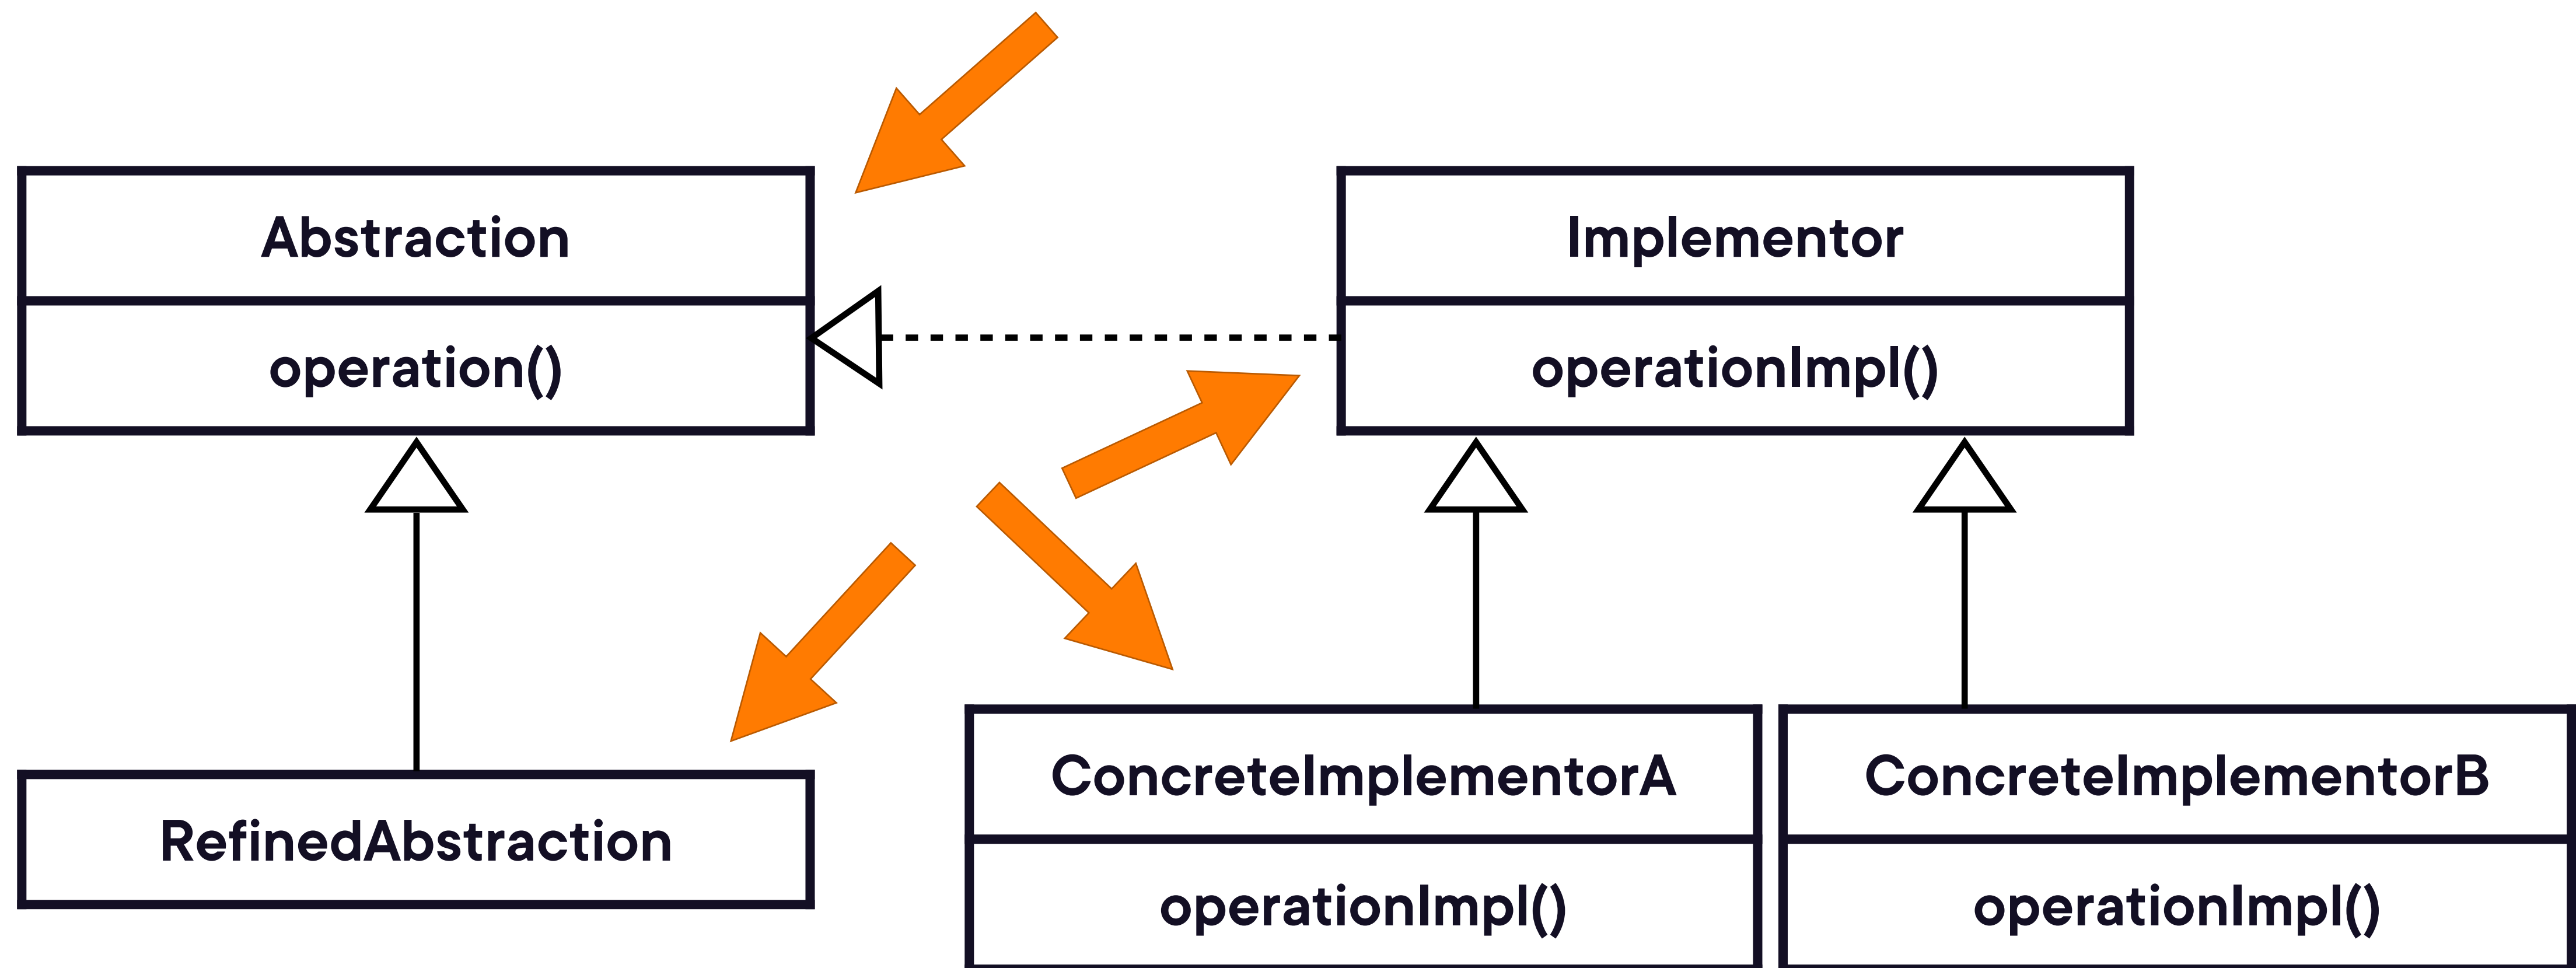 Abstraction
operation()
Implementor
operationImpl()
RefinedAbstraction
ConcreteImplementorA
operationImpl()
ConcreteImplementorB
operationImpl()